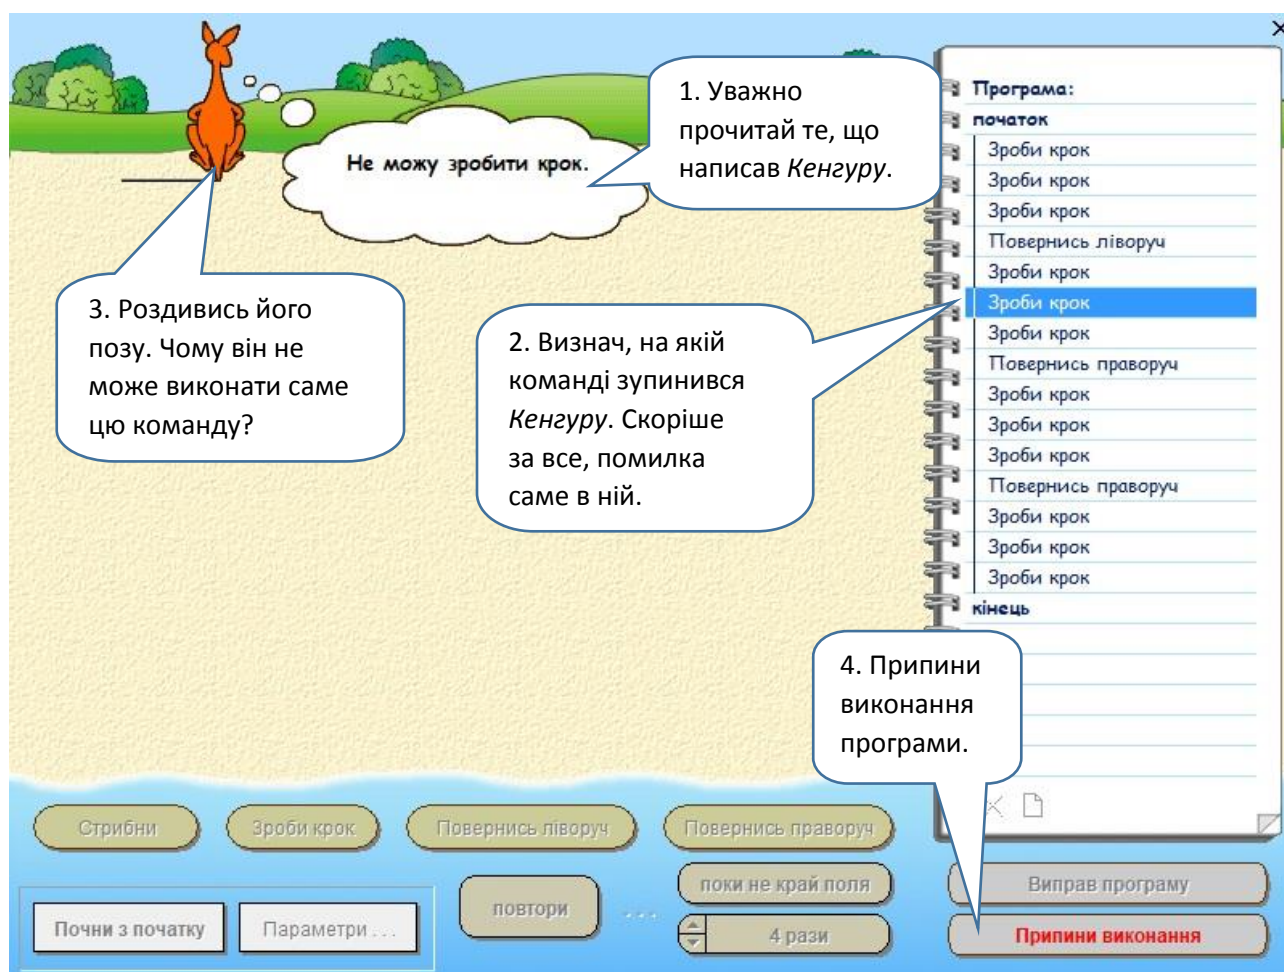 1. Уважно
прочитай те, що
написав Кенгуру.
Не можу зробити крок.
3. Роздивись його
позу. Чому він не
може виконати саме
цю команду?
2. Визнач, на якій
команді зупинився
Кенгуру. Скоріше
за все, помилка
саме в ній.
Програма:
початок
Зроби крок
Зроби крок
Зроби крок
Повернись ліворуч
Зроби крок
Зроби крок
Зроби крок
Повернись праворуч
Зроби крок
Зроби крок
Зроби крок
Повернись праворуч
Зроби крок
Зроби крок
Зроби крок
кінець
4. Припини
виконання
програми.
Стрибни
Зроби крок
Повернись ліворуч
Повернись праворуч
Почни з початку
Параметри . . .
повтори
. . .
поки не край поля
4 рази
Виправ програму
Припини виконання